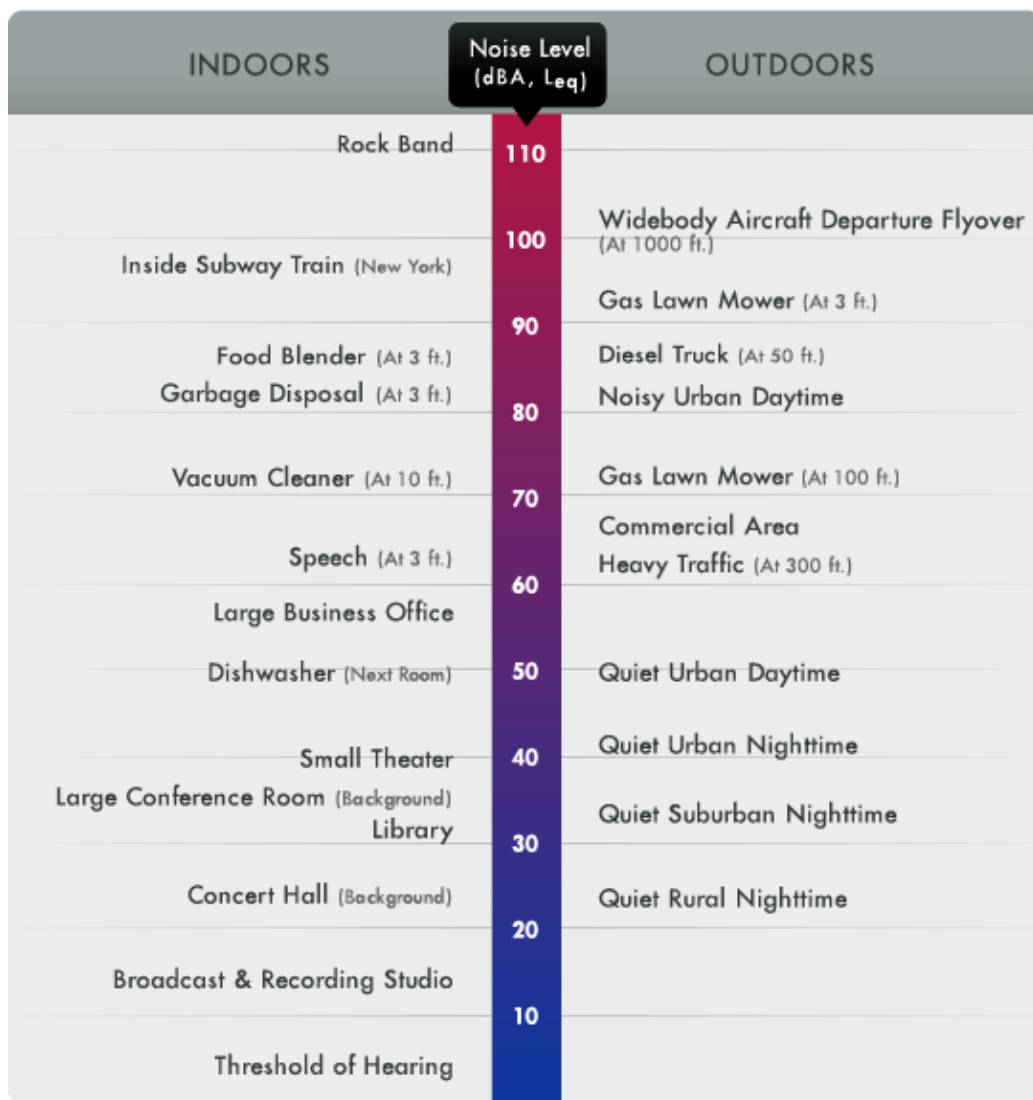 INDOORS
Noise Level
(dBA, Leq)
OUTDOORS
Rock Band
110
Widebody Aircraft Departure Flyover
(At 1000 ft.)
100
Inside Subway Train (New York)
Gas Lawn Mower (At 3 ft.)
90
Food Blender (At 3 ft.)
Diesel Truck (At 50 ft.)
Garbage Disposal (At 3 ft.)
Noisy Urban Daytime
80
Vacuum Cleaner (At 10 ft.)
Gas Lawn Mower (At 100 ft.)
70
Commercial Area
Speech (At 3 ft.)
Heavy Traffic (At 300 ft.)
60
Large Business Office
Dishwasher (Next Room)
50
Quiet Urban Daytime
Quiet Urban Nighttime
Small Theater
40
Large Conference Room (Background)
Quiet Suburban Nighttime
Library
30
Concert Hall (Background)
Quiet Rural Nighttime
20
Broadcast & Recording Studio
10
Threshold of Hearing